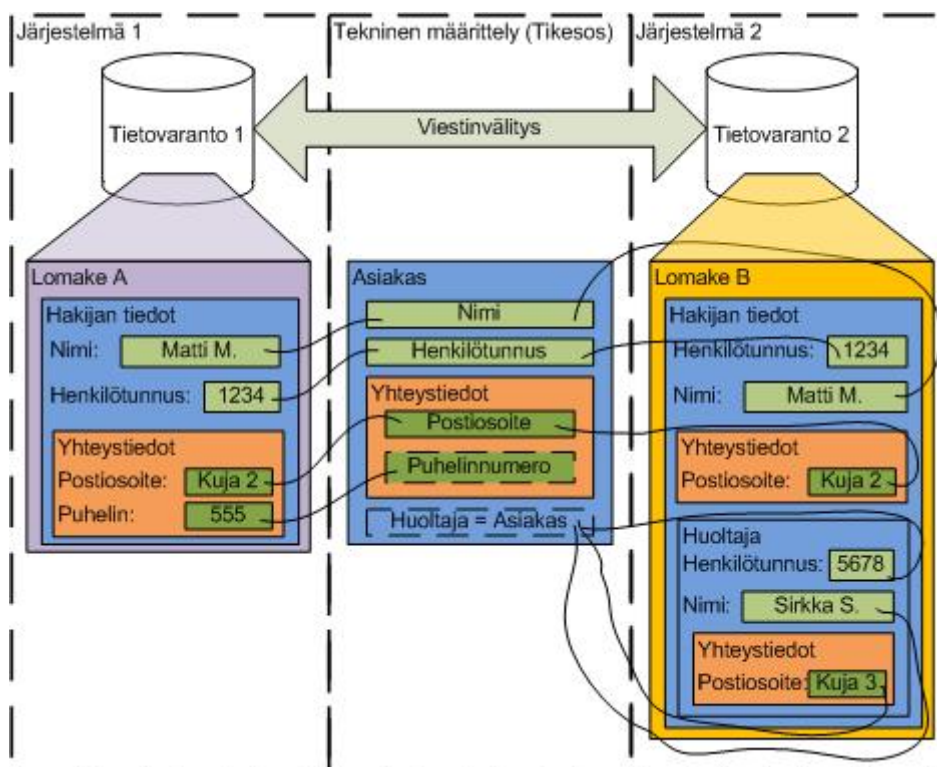 Järjestelmä 1
Tekninen määrittely (Tikesos)
Järjestelmä 2
Tietovaranto 1
Viestinvälitys
Tietovaranto 2
Lomake A
Hakijan tiedot
Nimi: Matti M.
Henkilötunnus: 1234
Yhteystiedot
Postiosoite: Kuja 2
Puhelin: 555
Asiakas
Nimi
Henkilötunnus
Yhteystiedot
Postiosoite
Puhelinnumero
Huoltaja = Asiakas
Lomake B
Hakijan tiedot
Henkilötunnus: 1234
Nimi: Matti M.
Yhteystiedot
Postiosoite: Kuja 2
Huoltaja
Henkilötunnus: 5678
Nimi: Sirkka S.
Yhteystiedot
Postiosoite: Kuja 3